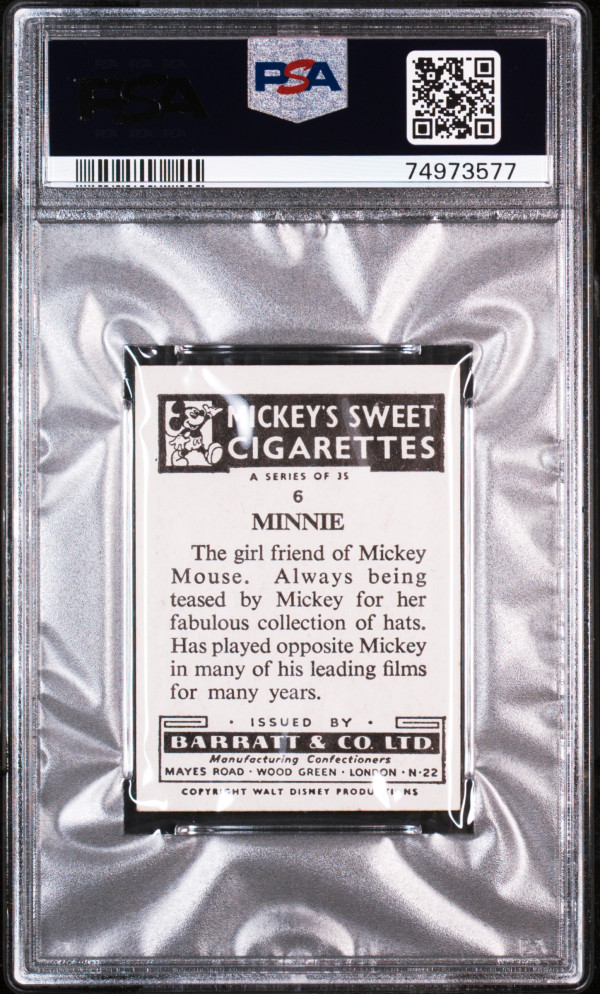 PSA
PSA
74973577
MICKEY'S SWEET
CIGARETTES
A SERIES OF 35
6
MINNIE
The girl friend of Mickey
Mouse. Always being
teased by Mickey for her
fabulous collection of hats.
Has played opposite Mickey
in many of his leading films
for many years.
· ISSUED BY ·
BARRATT & CO. LTD.
Manufacturing Confectioners
MAYES ROAD · WOOD GREEN · LONDON · N·22
COPYRIGHT WALT DISNEY PRODUCTIONS